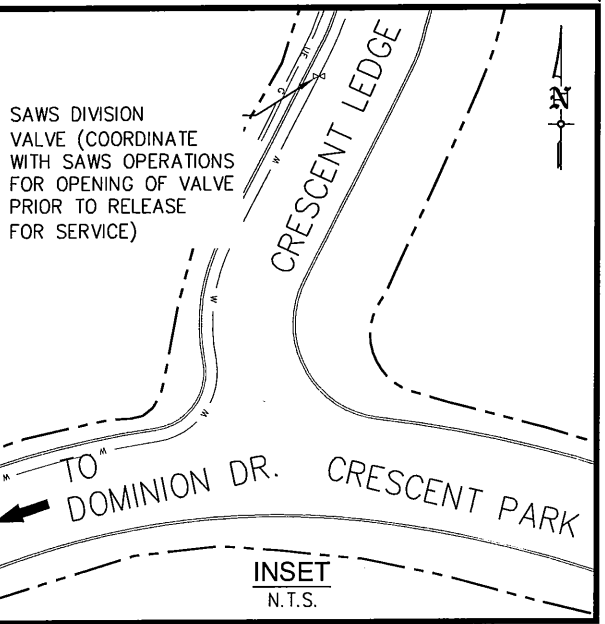 SAWS DIVISION
VALVE (COORDINATE
WITH SAWS OPERATIONS
FOR OPENING OF VALVE
PRIOR TO RELEASE
FOR SERVICE)
UE
G
W
W
W
W
W
W
CRESCENT LEDGE
N
TO
DOMINION DR.
CRESCENT PARK
INSET
N.T.S.